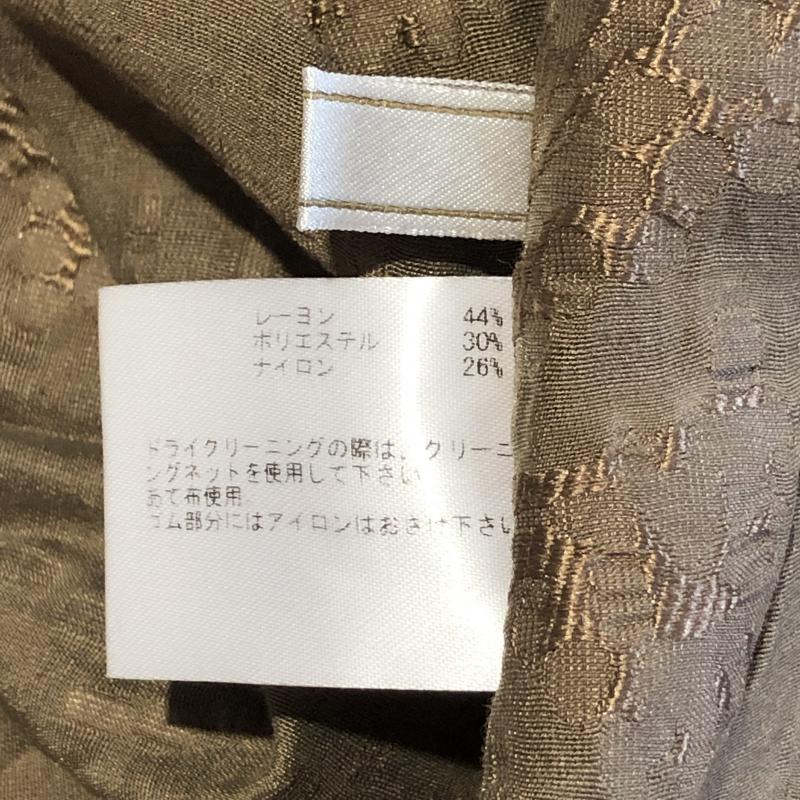 レーヨン 44%
ポリエステル 30%
ナイロン 26%
ドライクリーニングの際は、クリーニ
ングネットを使用して下さい
あて布使用
ゴム部分にはアイロンはおさけ下さい